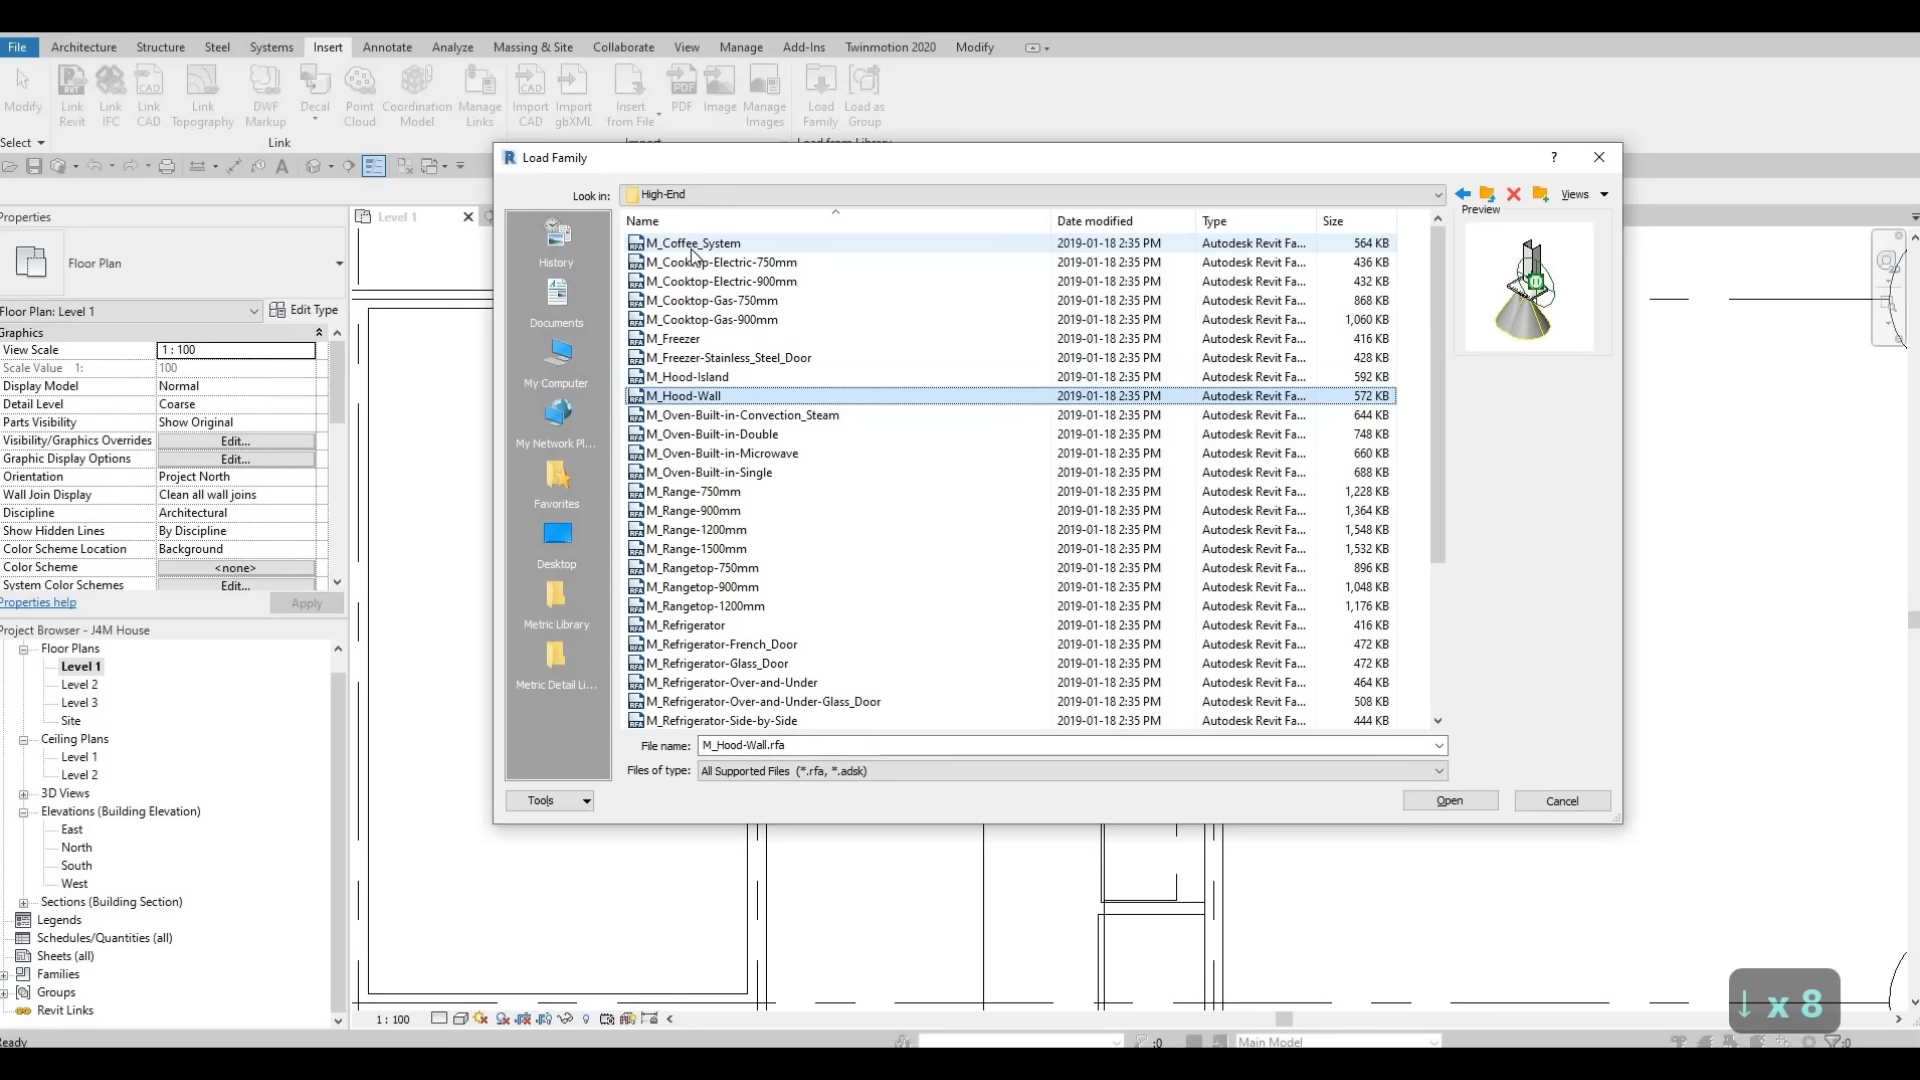 File Architecture Structure Steel Systems Insert Annotate Analyze Massing & Site Collaborate View Manage Add-Ins Twinmotion 2020 Modify
Modify
Link Revit
Link IFC
Link CAD
Link Topography
DWF Markup
Decal
Point Cloud
Coordination Model
Manage Links
Import CAD
Import gbXML
Insert from File
PDF
Image
Manage Images
Load Family
Load as Group
Select
Link
Load Family
Look in: High-End
Views
Preview
Name Date modified Type Size
M_Coffee_System 2019-01-18 2:35 PM Autodesk Revit Fa... 564 KB
M_Cooktop-Electric-750mm 2019-01-18 2:35 PM Autodesk Revit Fa... 436 KB
M_Cooktop-Electric-900mm 2019-01-18 2:35 PM Autodesk Revit Fa... 432 KB
M_Cooktop-Gas-750mm 2019-01-18 2:35 PM Autodesk Revit Fa... 868 KB
M_Cooktop-Gas-900mm 2019-01-18 2:35 PM Autodesk Revit Fa... 1,060 KB
M_Freezer 2019-01-18 2:35 PM Autodesk Revit Fa... 416 KB
M_Freezer-Stainless_Steel_Door 2019-01-18 2:35 PM Autodesk Revit Fa... 428 KB
M_Hood-Island 2019-01-18 2:35 PM Autodesk Revit Fa... 592 KB
M_Hood-Wall 2019-01-18 2:35 PM Autodesk Revit Fa... 572 KB
M_Oven-Built-in-Convection_Steam 2019-01-18 2:35 PM Autodesk Revit Fa... 644 KB
M_Oven-Built-in-Double 2019-01-18 2:35 PM Autodesk Revit Fa... 748 KB
M_Oven-Built-in-Microwave 2019-01-18 2:35 PM Autodesk Revit Fa... 660 KB
M_Oven-Built-in-Single 2019-01-18 2:35 PM Autodesk Revit Fa... 688 KB
M_Range-750mm 2019-01-18 2:35 PM Autodesk Revit Fa... 1,228 KB
M_Range-900mm 2019-01-18 2:35 PM Autodesk Revit Fa... 1,364 KB
M_Range-1200mm 2019-01-18 2:35 PM Autodesk Revit Fa... 1,548 KB
M_Range-1500mm 2019-01-18 2:35 PM Autodesk Revit Fa... 1,532 KB
M_Rangetop-750mm 2019-01-18 2:35 PM Autodesk Revit Fa... 896 KB
M_Rangetop-900mm 2019-01-18 2:35 PM Autodesk Revit Fa... 1,048 KB
M_Rangetop-1200mm 2019-01-18 2:35 PM Autodesk Revit Fa... 1,176 KB
M_Refrigerator 2019-01-18 2:35 PM Autodesk Revit Fa... 416 KB
M_Refrigerator-French_Door 2019-01-18 2:35 PM Autodesk Revit Fa... 472 KB
M_Refrigerator-Glass_Door 2019-01-18 2:35 PM Autodesk Revit Fa... 472 KB
M_Refrigerator-Over-and-Under 2019-01-18 2:35 PM Autodesk Revit Fa... 464 KB
M_Refrigerator-Over-and-Under-Glass_Door 2019-01-18 2:35 PM Autodesk Revit Fa... 508 KB
M_Refrigerator-Side-by-Side 2019-01-18 2:35 PM Autodesk Revit Fa... 444 KB
History
Documents
My Computer
My Network Pl...
Favorites
Desktop
Metric Library
Metric Detail Li...
File name: M_Hood-Wall.rfa
Files of type: All Supported Files (*.rfa, *.adsk)
Tools Open Cancel
Properties
Level 1
Floor Plan
Floor Plan: Level 1 Edit Type
Graphics
View Scale 1 : 100
Scale Value 1: 100
Display Model Normal
Detail Level Coarse
Parts Visibility Show Original
Visibility/Graphics Overrides Edit...
Graphic Display Options Edit...
Orientation Project North
Wall Join Display Clean all wall joins
Discipline Architectural
Show Hidden Lines By Discipline
Color Scheme Location Background
Color Scheme <none>
System Color Schemes Edit...
Properties help Apply
Project Browser - J4M House
Floor Plans
Level 1
Level 2
Level 3
Site
Ceiling Plans
Level 1
Level 2
3D Views
Elevations (Building Elevation)
East
North
South
West
Sections (Building Section)
Legends
Schedules/Quantities (all)
Sheets (all)
Families
Groups
Revit Links
1 : 100
↓ x 8
Ready :0 Main Model :0